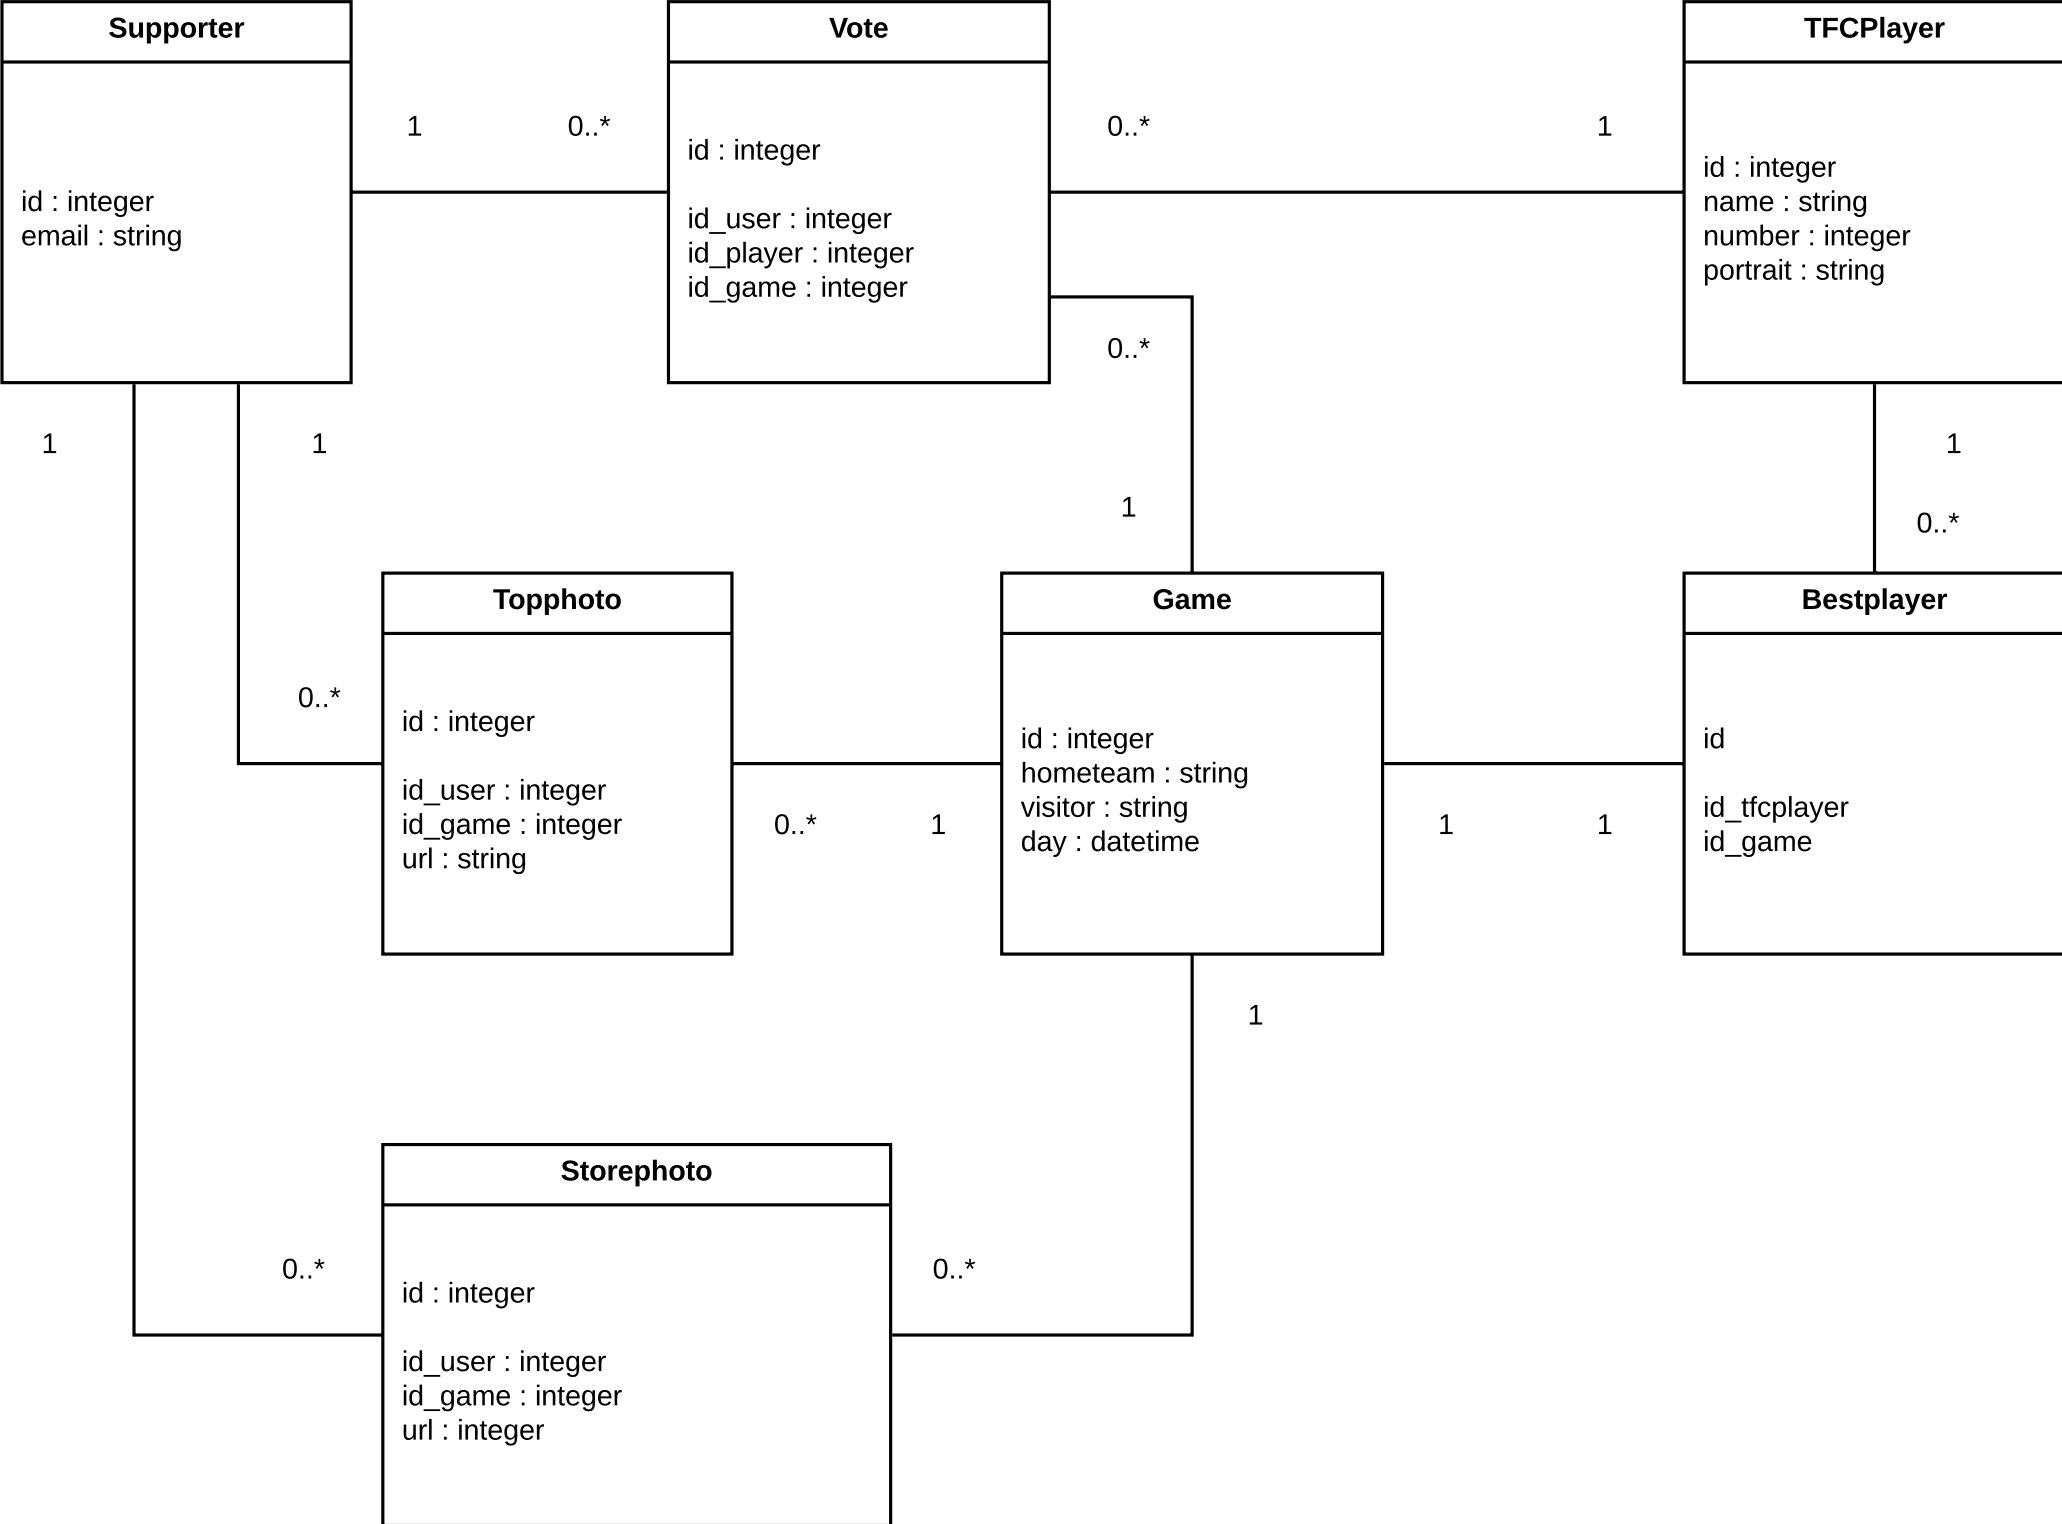 Supporter
id : integer
email : string
1
0..*
Vote
id : integer
id_user : integer
id_player : integer
id_game : integer
0..*
1
TFCPlayer
id : integer
name : string
number : integer
portrait : string
0..*
1
1
1
1
0..*
0..*
Topphoto
id : integer
id_user : integer
id_game : integer
url : string
0..*
1
Game
id : integer
hometeam : string
visitor : string
day : datetime
1
1
Bestplayer
id
id_tfcplayer
id_game
1
0..*
Storephoto
id : integer
id_user : integer
id_game : integer
url : integer
0..*